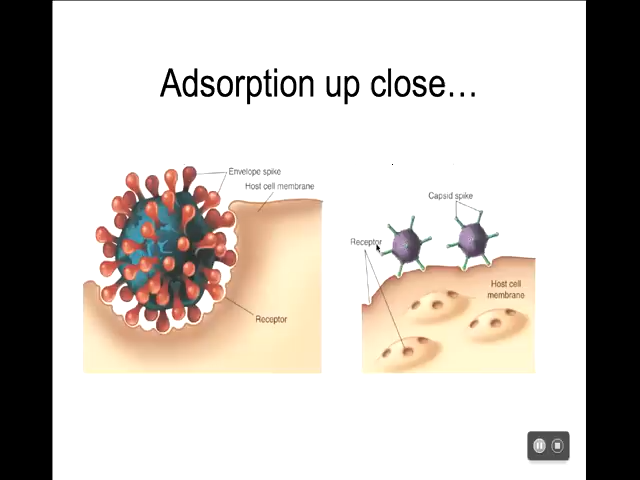 Adsorption up close…
Envelope spike
Host cell membrane
Receptor
Capsid spike
Receptor
Host cell
membrane